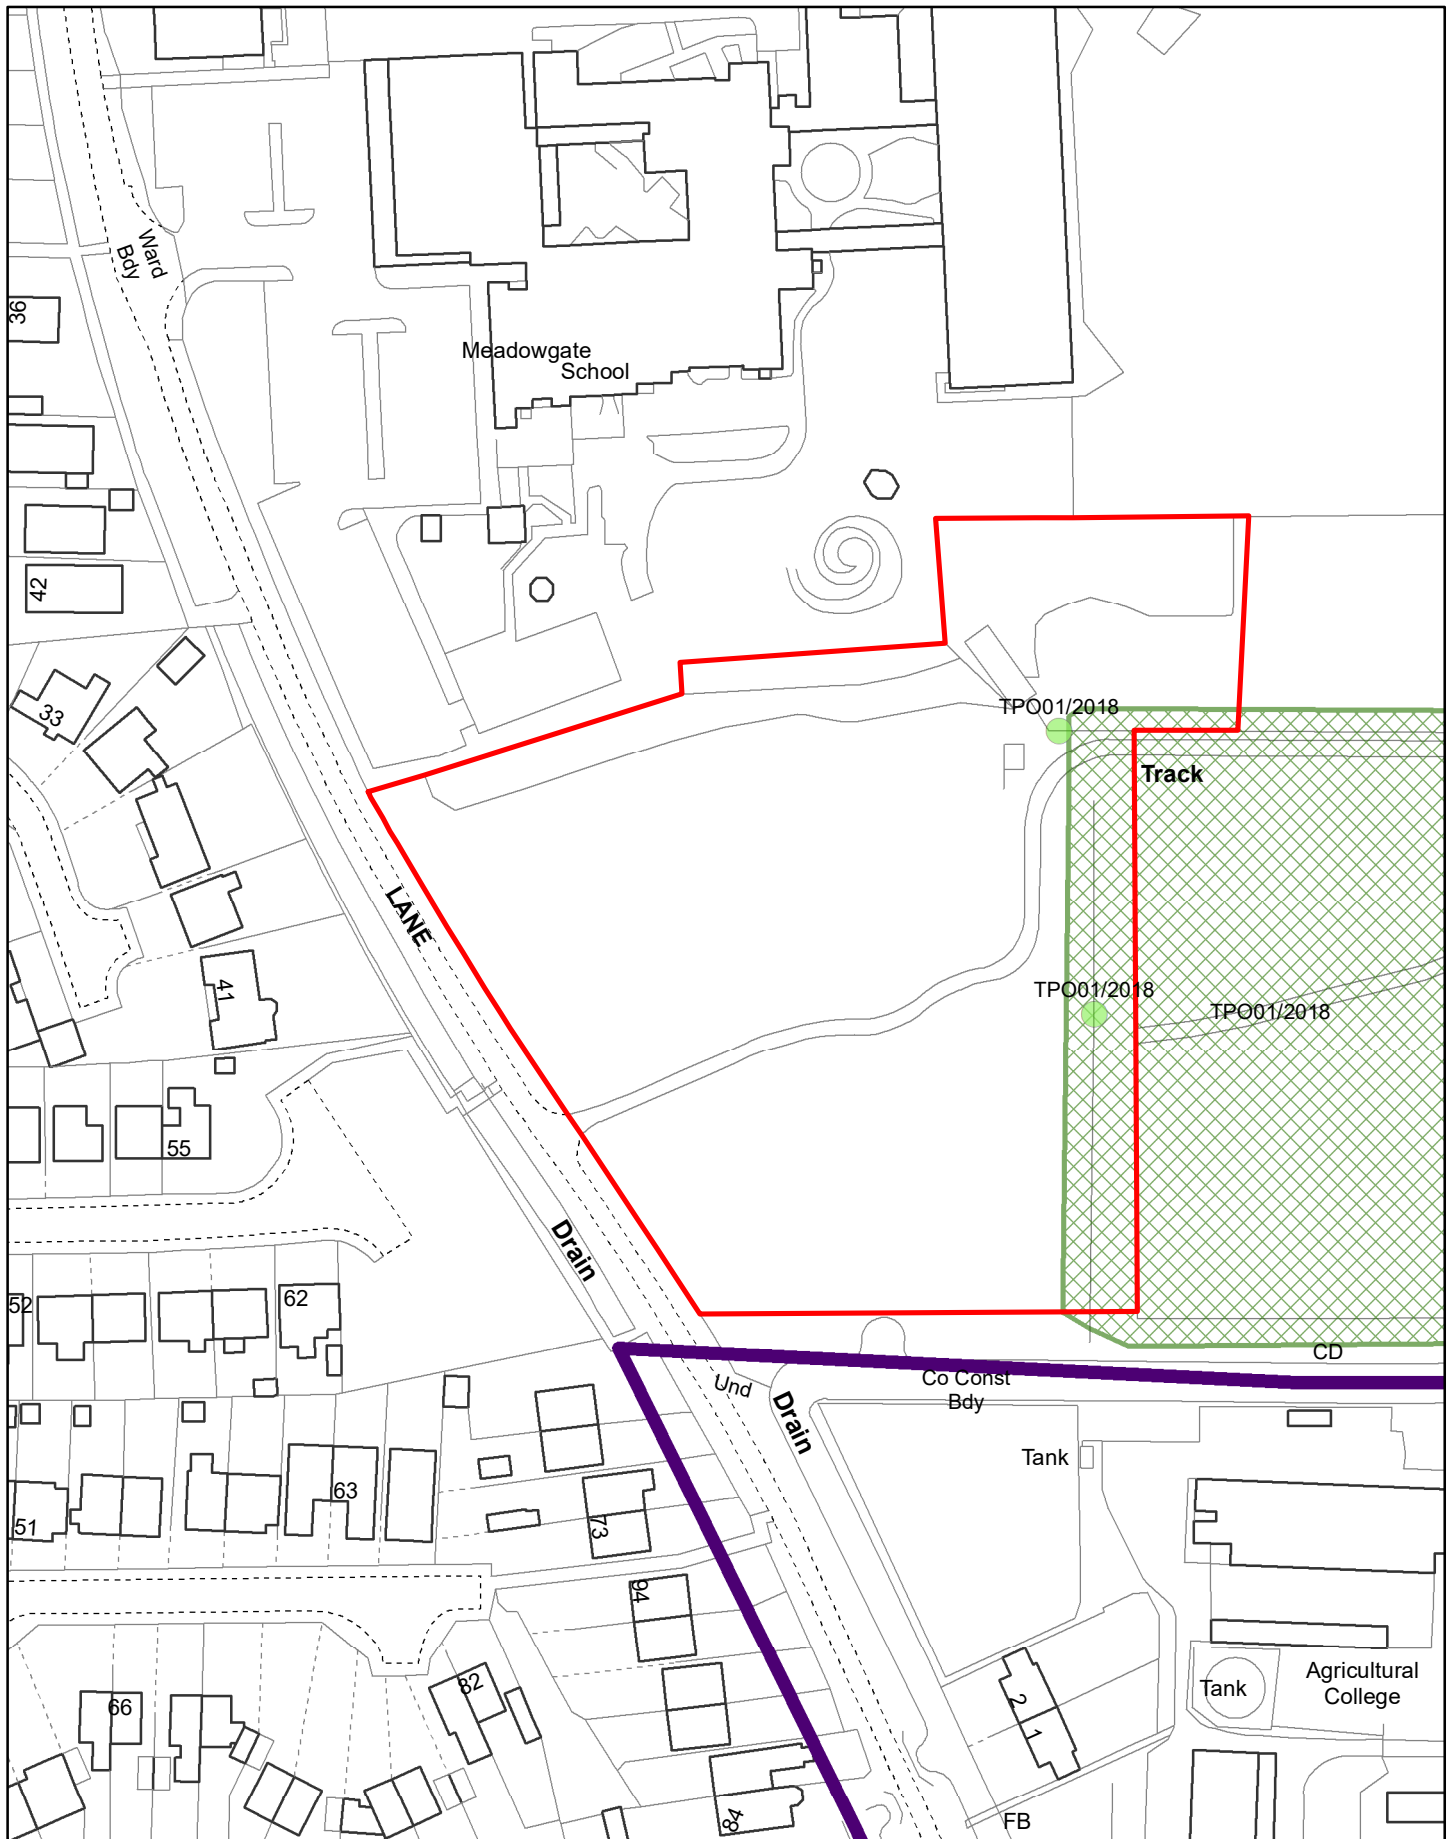 Ward
Bdy
36
Meadowgate
School
42
33
TPO01/2018
Track
LANE
41
TPO01/2018
TPO01/2018
55
Drain
52
62
CD
Co Const
Bdy
Und
Drain
Tank
63
51
73
94
Agricultural
College
Tank
82
66
2
1
84
FB